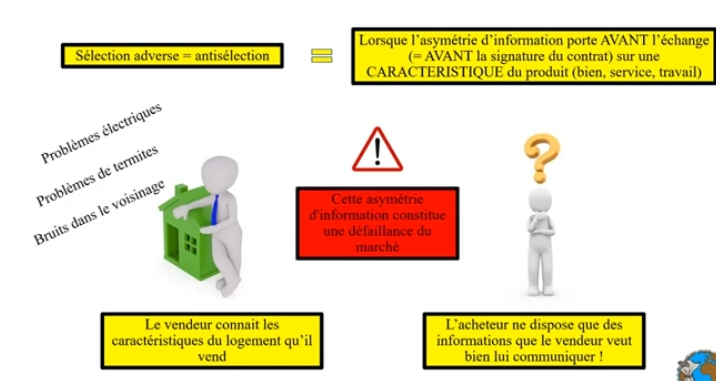 Sélection adverse = antisélection
=
Lorsque l'asymétrie d'information porte AVANT l'échange
(= AVANT la signature du contrat) sur une
CARACTERISTIQUE du produit (bien, service, travail)
Problèmes électriques
Problèmes de termites
Bruits dans le voisinage
!
Cette asymétrie
d'information constitue
une défaillance du
marché
?
Le vendeur connait les
caractéristiques du logement qu'il
vend
L'acheteur ne dispose que des
informations que le vendeur veut
bien lui communiquer !